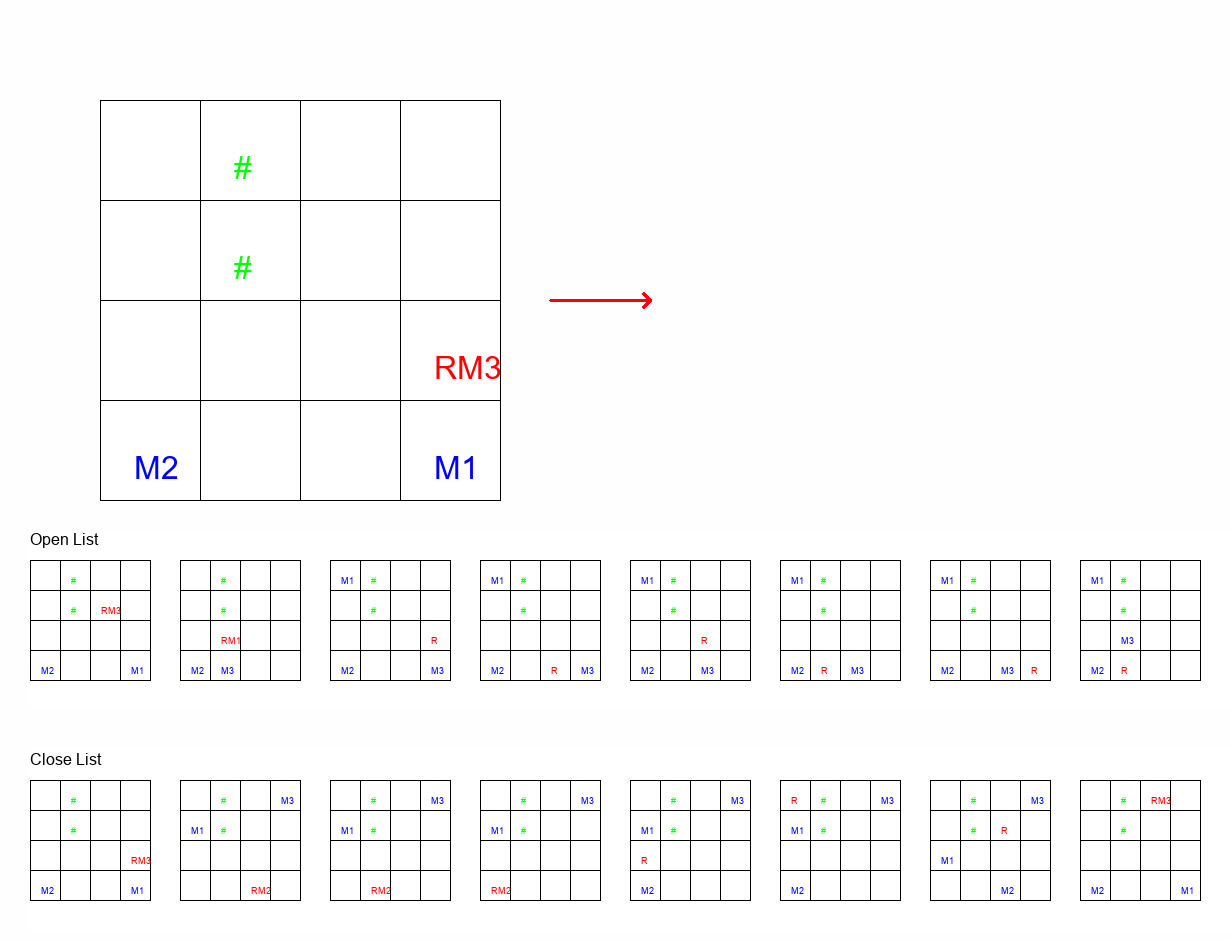 #
#
RM3
M2 M1
Open List
# # M1 # M1 # M1 # M1 # M1 # M1 #
# RM3 # # # # # # #
RM1 R R M3
M2 M1 M2 M3 M2 M3 M2 R M3 M2 M3 M2 R M3 M2 M3 R M2 R
Close List
# # M3 # M3 # M3 # M3 R # M3 # M3 # RM3
# M1 # M1 # M1 # M1 # M1 # # R #
RM3 R M1
M2 M1 RM2 RM2 RM2 M2 M2 M2 M2 M1